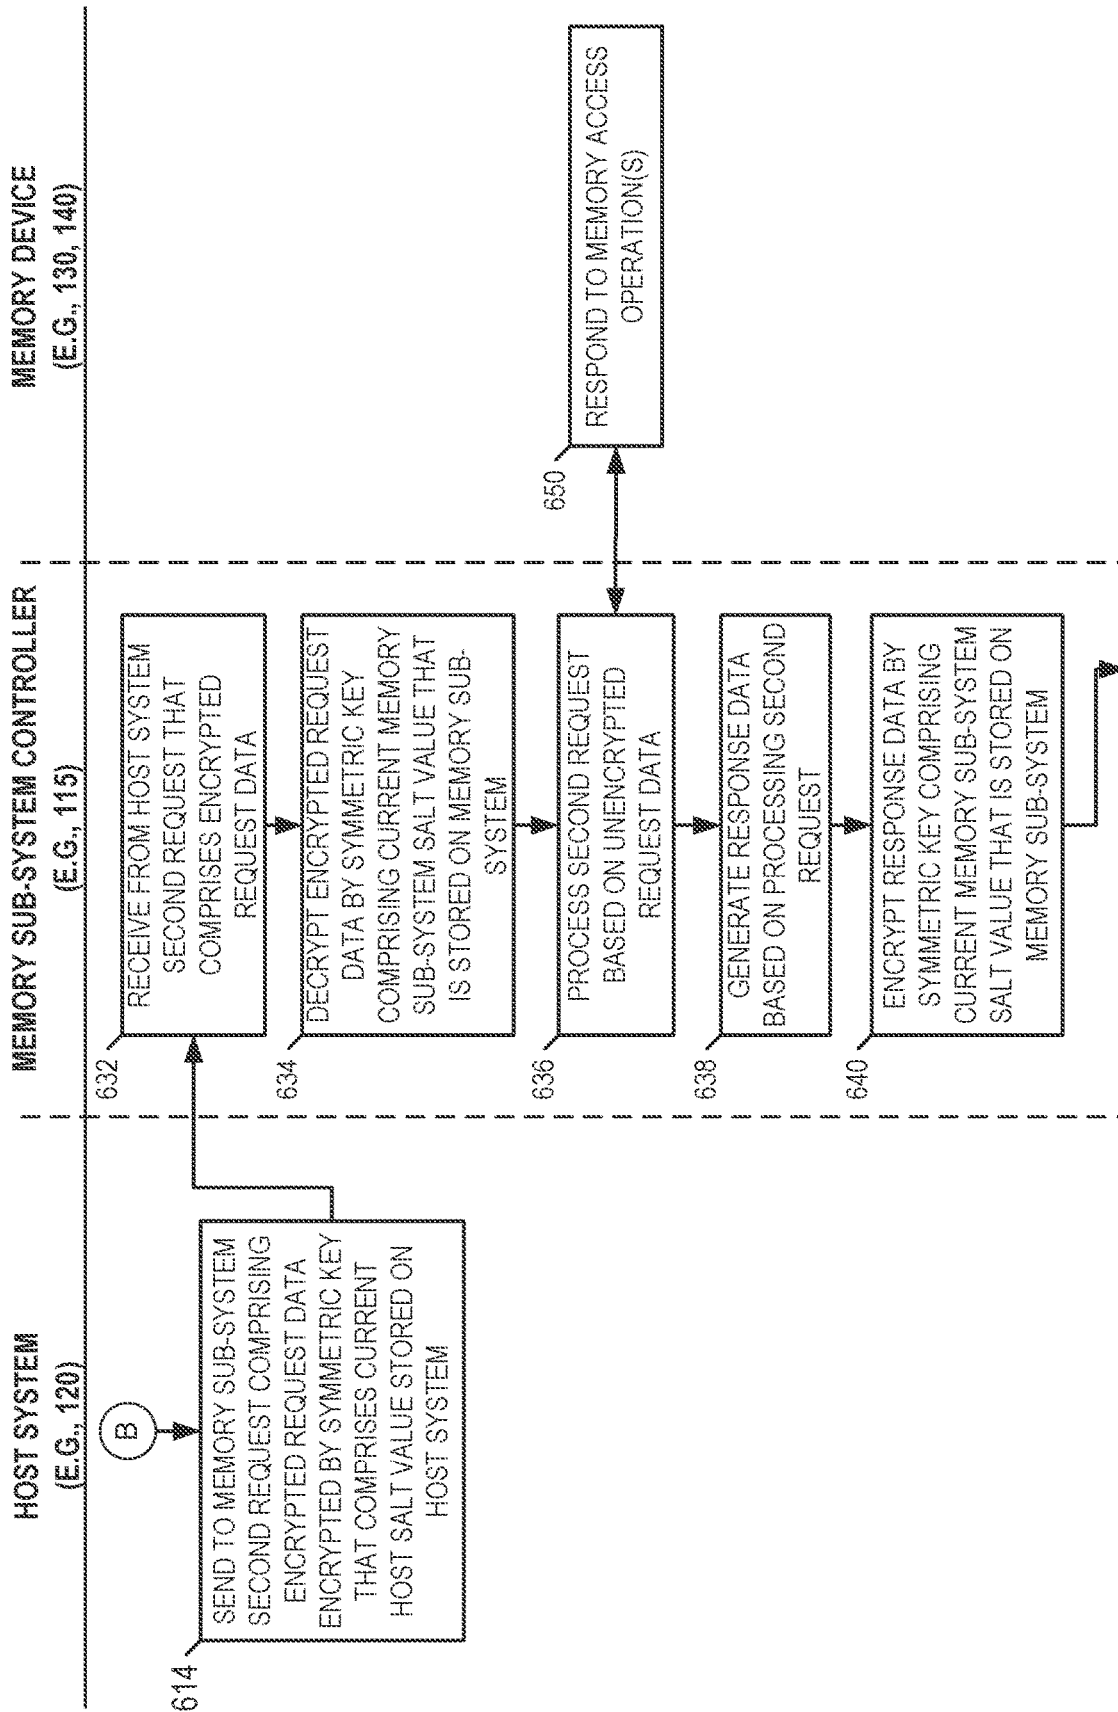 HOST SYSTEM
(E.G., 120)
MEMORY SUB-SYSTEM CONTROLLER
(E.G., 115)
MEMORY DEVICE
(E.G., 130, 140)
B
614
SEND TO MEMORY SUB-SYSTEM
SECOND REQUEST COMPRISING
ENCRYPTED REQUEST DATA
ENCRYPTED BY SYMMETRIC KEY
THAT COMPRISES CURRENT
HOST SALT VALUE STORED ON
HOST SYSTEM
632
RECEIVE FROM HOST SYSTEM
SECOND REQUEST THAT
COMPRISES ENCRYPTED
REQUEST DATA
634
DECRYPT ENCRYPTED REQUEST
DATA BY SYMMETRIC KEY
COMPRISING CURRENT MEMORY
SUB-SYSTEM SALT VALUE THAT
IS STORED ON MEMORY SUB-
SYSTEM
636
PROCESS SECOND REQUEST
BASED ON UNENCRYPTED
REQUEST DATA
650
RESPOND TO MEMORY ACCESS
OPERATION(S)
638
GENERATE RESPONSE DATA
BASED ON PROCESSING SECOND
REQUEST
640
ENCRYPT RESPONSE DATA BY
SYMMETRIC KEY COMPRISING
CURRENT MEMORY SUB-SYSTEM
SALT VALUE THAT IS STORED ON
MEMORY SUB-SYSTEM